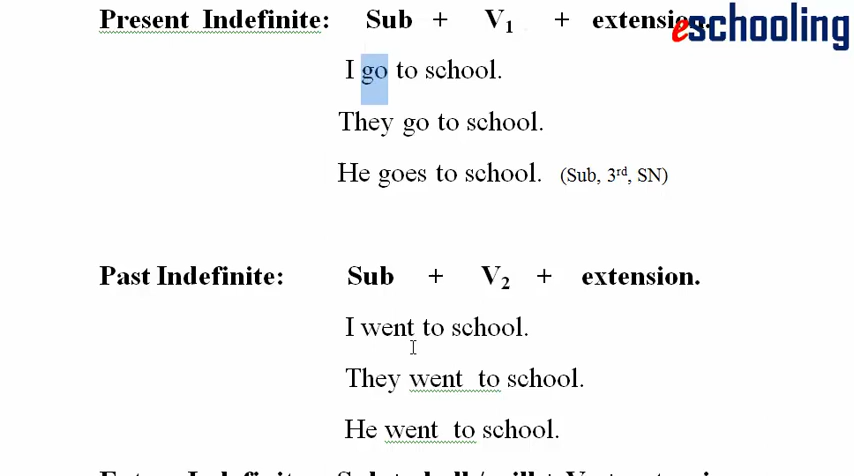 eschooling
Present Indefinite: Sub + V₁ + extension.
I go to school.
They go to school.
He goes to school. (Sub, 3rd, SN)
Past Indefinite: Sub + V₂ + extension.
I went to school.
They went to school.
He went to school.